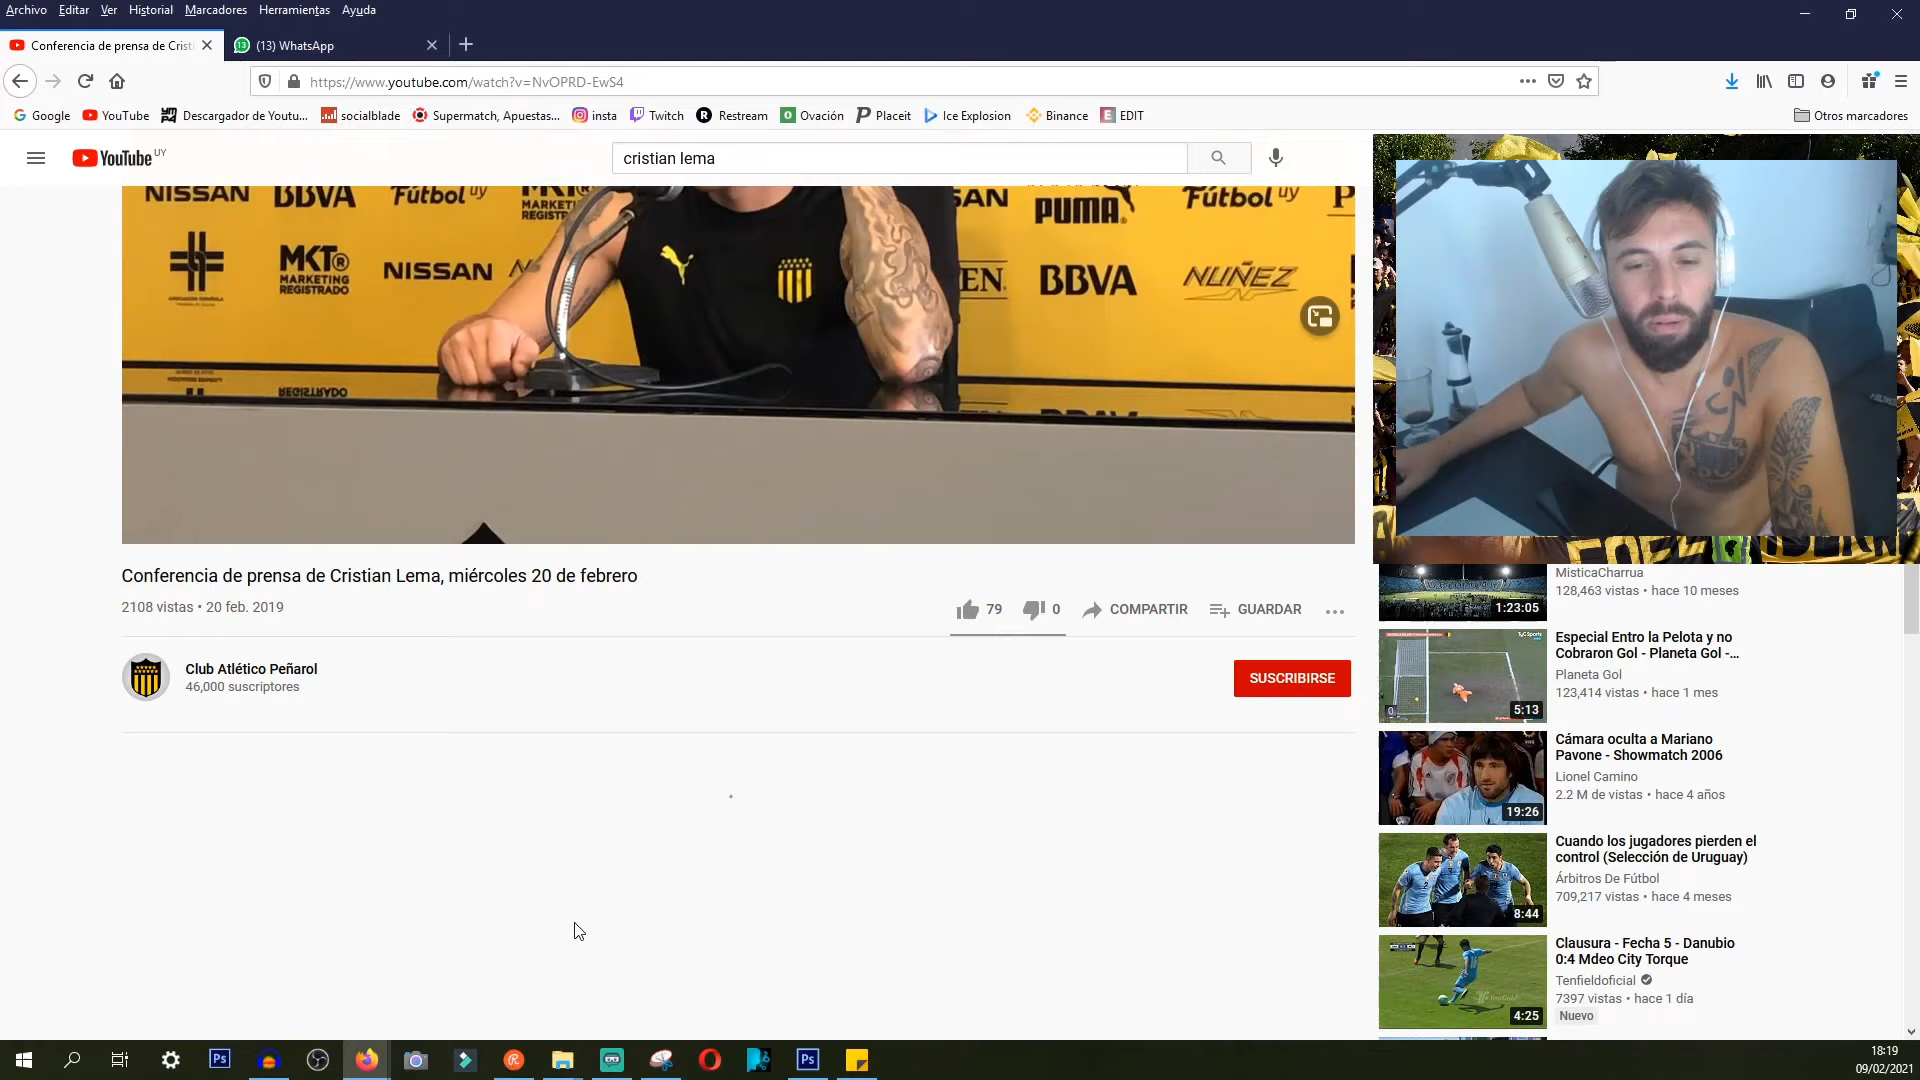 Archivo Editar Ver Historial Marcadores Herramientas Ayuda
Conferencia de prensa de Crist
13 (13) WhatsApp
https://www.youtube.com/watch?v=NvOPRD-EwS4
Google YouTube Descargador de Youtu... socialblade Supermatch, Apuestas... insta Twitch Restream Ovación Placeit Ice Explosion Binance EDIT Otros marcadores
YouTube UY
cristian lema
NISSAN BBVA Fútbol uy
PUMA Fútbol uy
MKT® MARKETING REGISTRADO
NISSAN
BBVA
NUÑEZ
Conferencia de prensa de Cristian Lema, miércoles 20 de febrero
2108 vistas • 20 feb. 2019
79 0 COMPARTIR GUARDAR
Club Atlético Peñarol
46,000 suscriptores
SUSCRIBIRSE
MisticaCharrua
128,463 vistas • hace 10 meses
1:23:05
Especial Entro la Pelota y no
Cobraron Gol - Planeta Gol -...
Planeta Gol
123,414 vistas • hace 1 mes
5:13
Cámara oculta a Mariano
Pavone - Showmatch 2006
Lionel Camino
2.2 M de vistas • hace 4 años
19:26
Cuando los jugadores pierden el
control (Selección de Uruguay)
Árbitros De Fútbol
709,217 vistas • hace 4 meses
8:44
Clausura - Fecha 5 - Danubio
0:4 Mdeo City Torque
Tenfieldoficial
7397 vistas • hace 1 día
Nuevo
4:25
Ps
Ps
18:19
09/02/2021